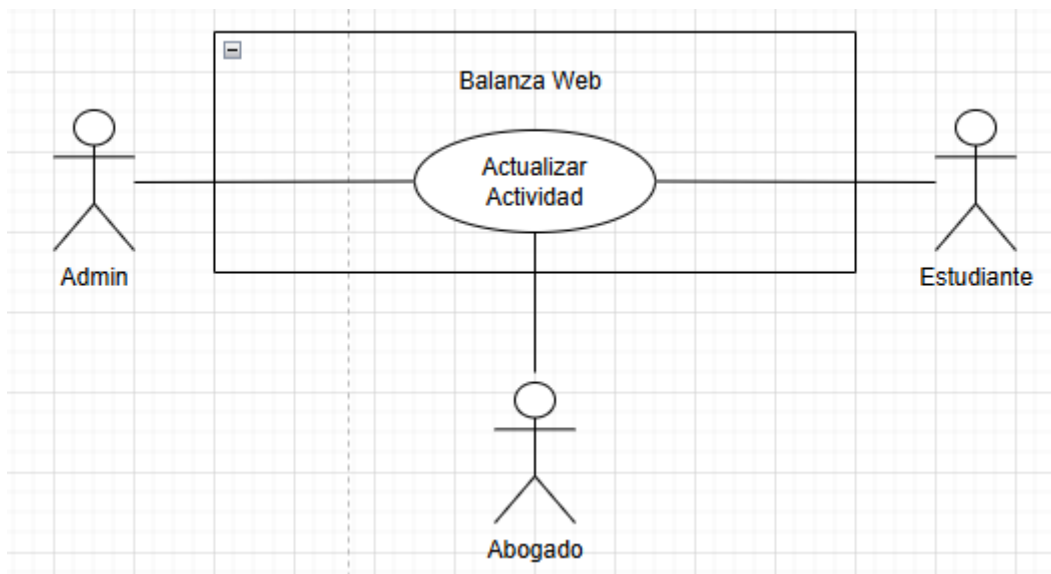 Balanza Web
Actualizar
Actividad
Admin
Estudiante
Abogado